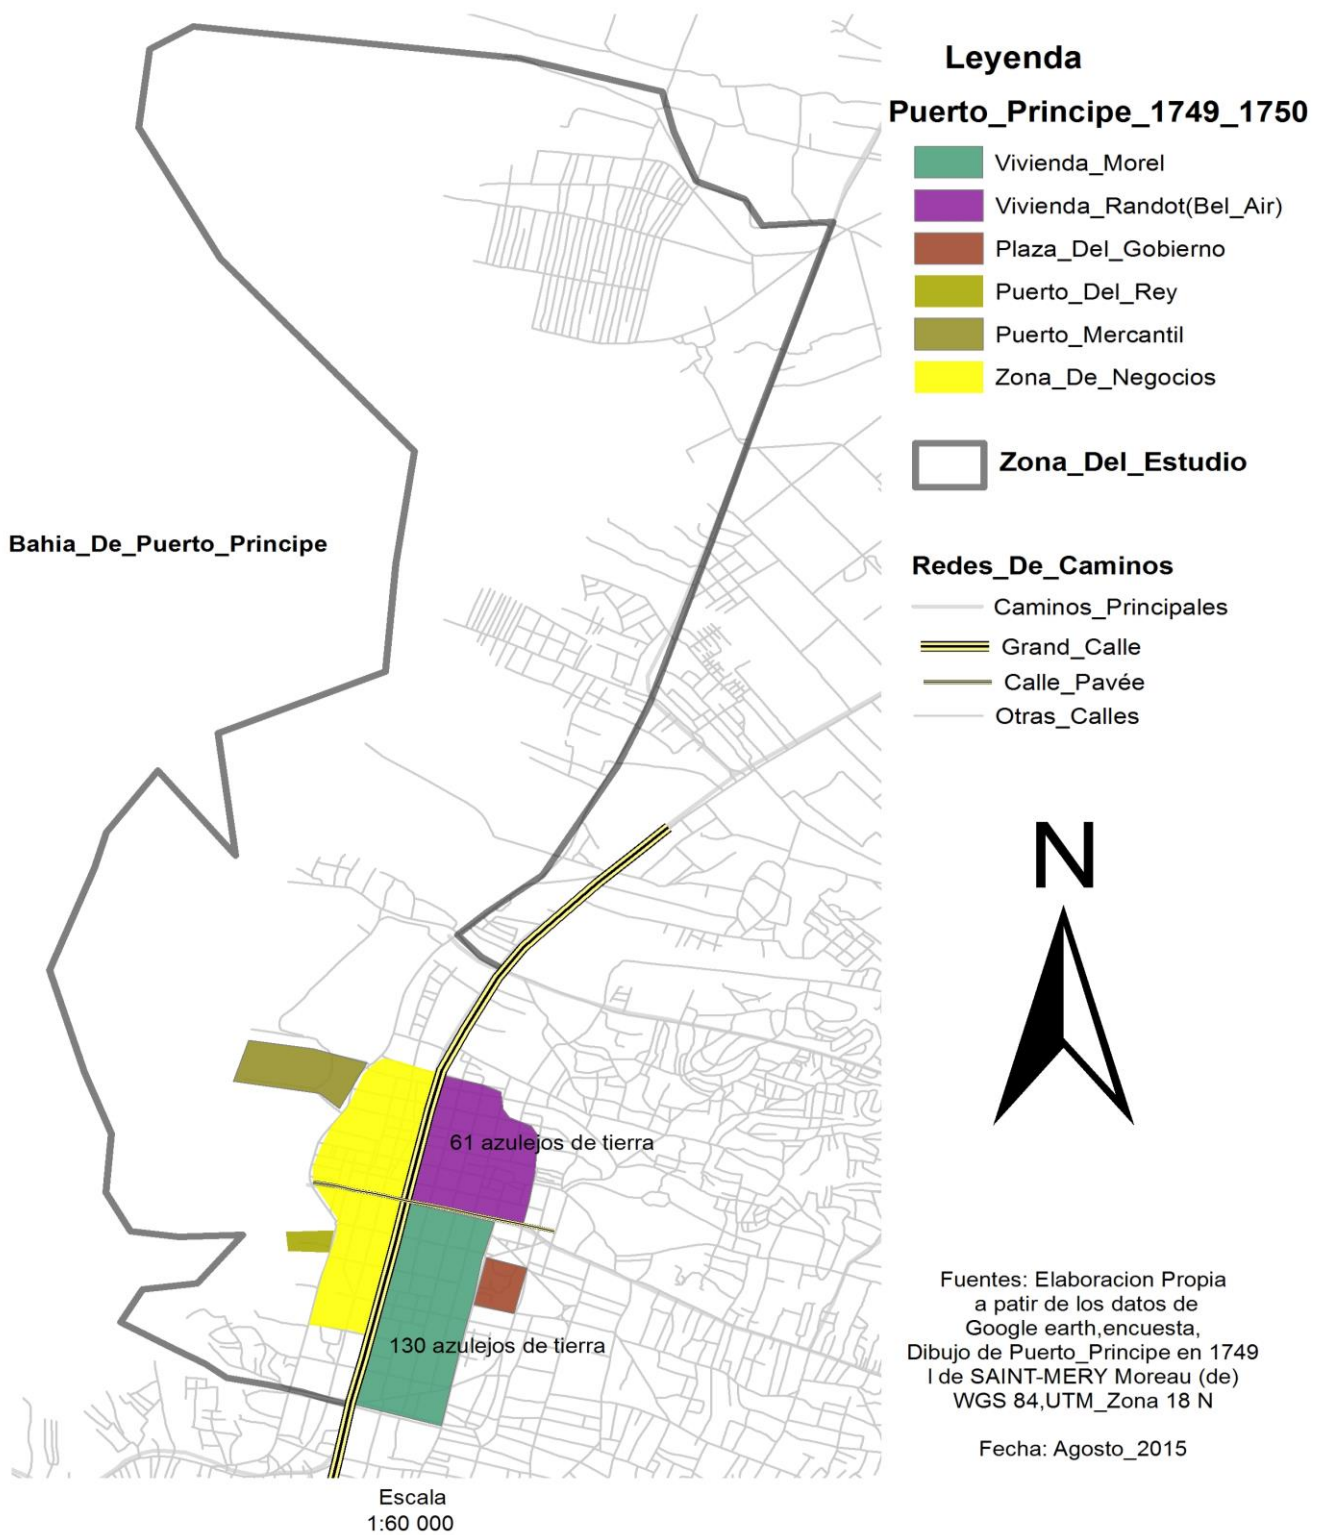 Leyenda
Puerto_Principe_1749_1750
Vivienda_Morel
Vivienda_Randot(Bel_Air)
Plaza_Del_Gobierno
Puerto_Del_Rey
Puerto_Mercantil
Zona_De_Negocios
Zona_Del_Estudio
Bahia_De_Puerto_Principe
Redes_De_Caminos
Caminos_Principales
Grand_Calle
Calle_Pavée
Otras_Calles
N
61 azulejos de tierra
130 azulejos de tierra
Fuentes: Elaboracion Propia
a patir de los datos de
Google earth,encuesta,
Dibujo de Puerto_Principe en 1749
l de SAINT-MERY Moreau (de)
WGS 84,UTM_Zona 18 N
Fecha: Agosto_2015
Escala
1:60 000